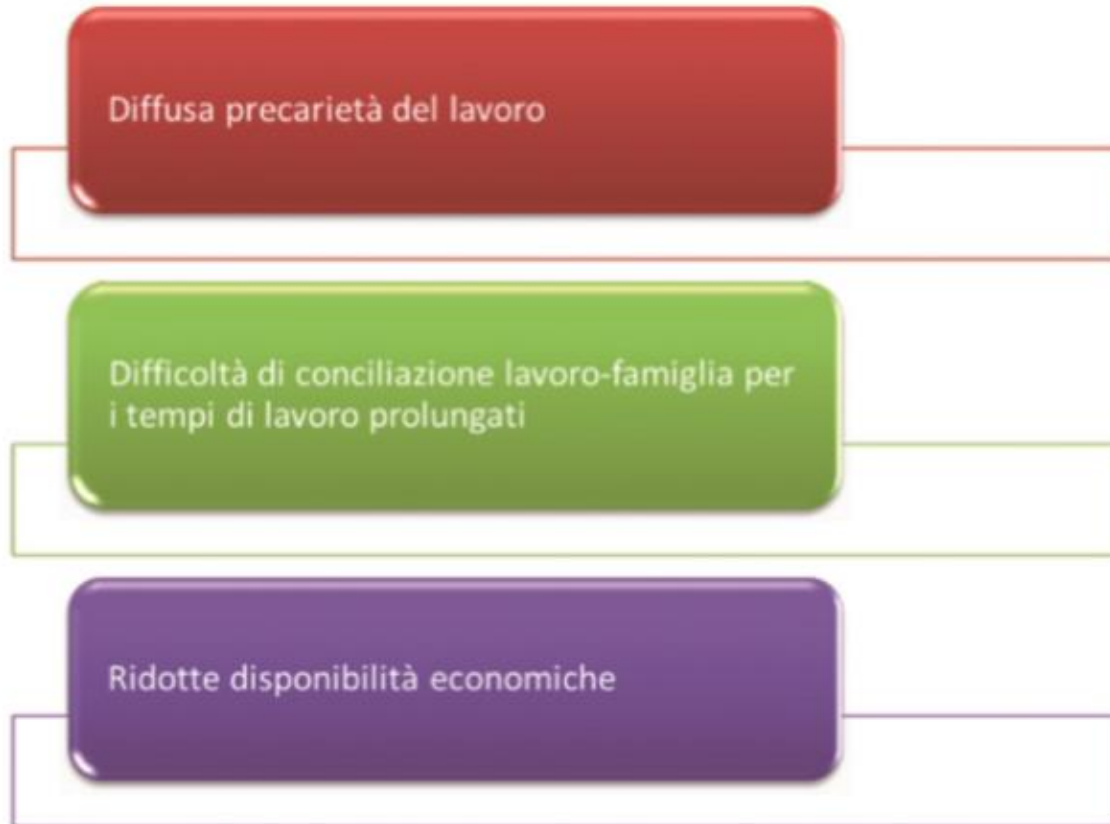 Diffusa precarietà del lavoro
Difficoltà di conciliazione lavoro-famiglia per
i tempi di lavoro prolungati
Ridotte disponibilità economiche